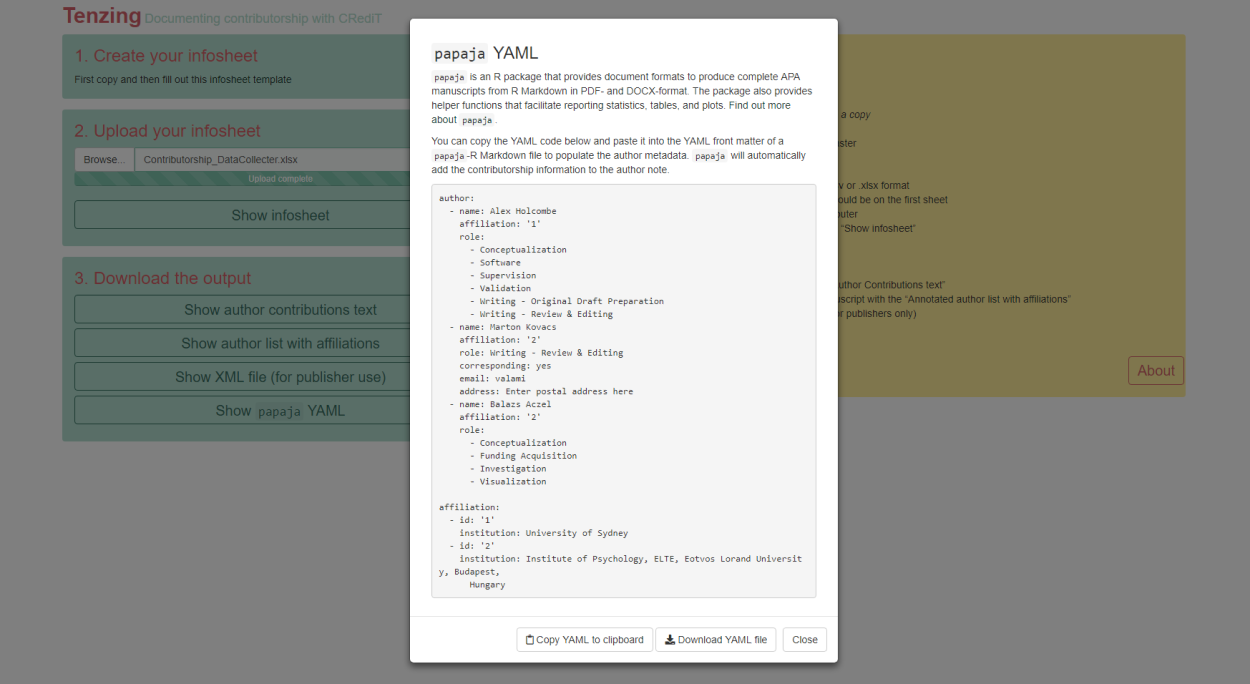 Tenzing Documenting contributorship with CRediT
1. Create your infosheet
First copy and then fill out this infosheet template
2. Upload your infosheet
Browse... Contributorship_DataCollecter.xlsx
Upload complete
Show infosheet
3. Download the output
Show author contributions text
Show author list with affiliations
Show XML file (for publisher use)
Show papaja YAML
papaja YAML
papaja is an R package that provides document formats to produce complete APA
manuscripts from R Markdown in PDF- and DOCX-format. The package also provides
helper functions that facilitate reporting statistics, tables, and plots. Find out more
about papaja.
You can copy the YAML code below and paste it into the YAML front matter of a
papaja-R Markdown file to populate the author metadata. papaja will automatically
add the contributorship information to the author note.
author:
  - name: Alex Holcombe
    affiliation: '1'
    role:
      - Conceptualization
      - Software
      - Supervision
      - Validation
      - Writing - Original Draft Preparation
      - Writing - Review & Editing
  - name: Marton Kovacs
    affiliation: '2'
    role: Writing - Review & Editing
    corresponding: yes
    email: valami
    address: Enter postal address here
  - name: Balazs Aczel
    affiliation: '2'
    role:
      - Conceptualization
      - Funding Acquisition
      - Investigation
      - Visualization
affiliation:
  - id: '1'
    institution: University of Sydney
  - id: '2'
    institution: Institute of Psychology, ELTE, Eotvos Lorand Universit
y, Budapest,
      Hungary
Copy YAML to clipboard Download YAML file Close
a copy
or .xlsx format
be on the first sheet
"Show infosheet"
Contributions text"
with the "Annotated author list with affiliations"
publishers only)
About